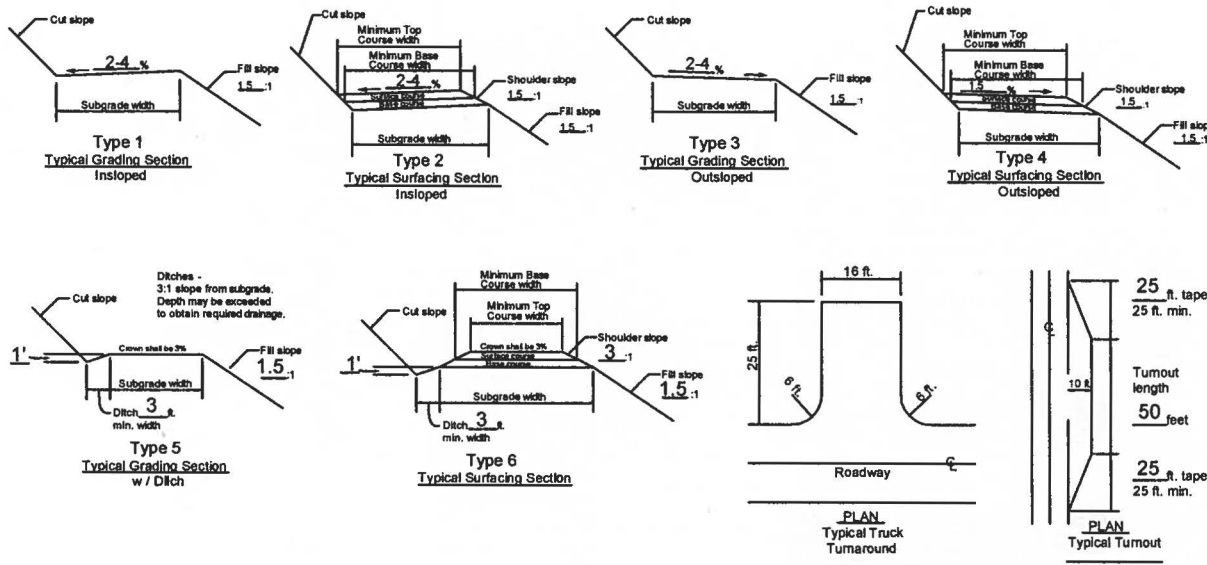 Cut slope
2-4 %
Fill slope
1.5 :1
Subgrade width
Type 1
Typical Grading Section
Insloped
Cut slope
Minimum Top
Course width
Minimum Base
Course width
2-4 %
Surface course
Base course
Shoulder slope
1.5 :1
Fill slope
1.5 :1
Subgrade width
Type 2
Typical Surfacing Section
Insloped
Cut slope
2-4 %
Fill slope
1.5 :1
Subgrade width
Type 3
Typical Grading Section
Outsloped
Cut slope
Minimum Top
Course width
Minimum Base
Course width
1.5 %
Surface course
Base course
Shoulder slope
1.5 :1
Fill slope
1.5 :1
Subgrade width
Type 4
Typical Surfacing Section
Outsloped
Ditches -
3:1 slope from subgrade.
Depth may be exceeded
to obtain required drainage.
Cut slope
1'
Crown shall be 3%
Fill slope
1.5 :1
Subgrade width
Ditch 3 ft.
min. width
Type 5
Typical Grading Section
w / Ditch
Cut slope
Minimum Base
Course width
Minimum Top
Course width
Crown shall be 3%
Surface course
Base course
Shoulder slope
3 :1
1'
Fill slope
1.5 :1
Subgrade width
Ditch 3 ft.
min. width
Type 6
Typical Surfacing Section
16 ft.
25 ft.
6 ft.
6 ft.
Roadway
PLAN
Typical Truck
Turnaround
25 ft. tape
25 ft. min.
10 ft.
Turnout
length
50 feet
25 ft. tape
25 ft. min.
PLAN
Typical Turnout